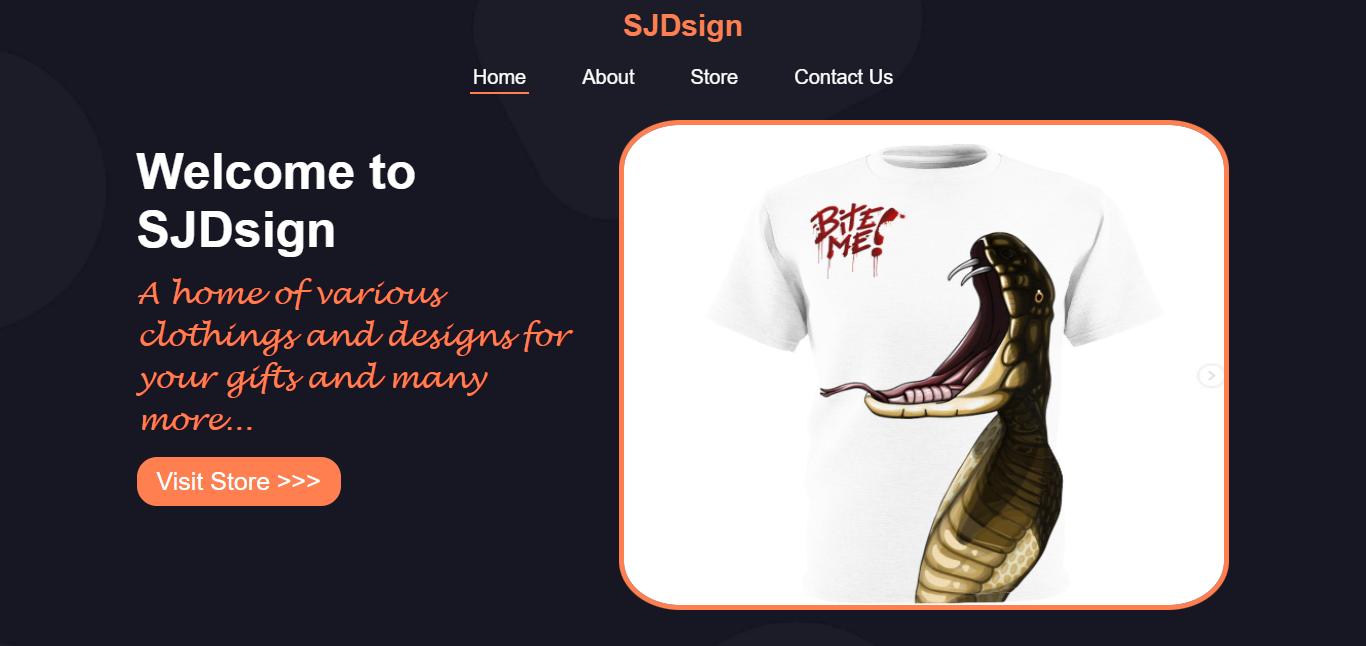 SJDsign
Home About Store Contact Us
Welcome to
SJDsign
A home of various
clothings and designs for
your gifts and many
more...
Visit Store >>>
BiTE
ME!